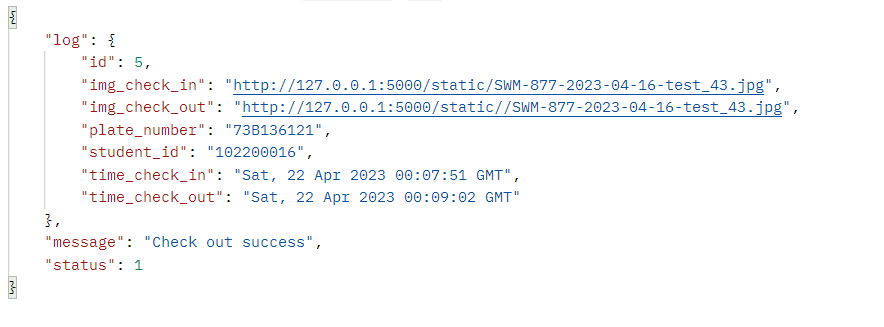 {
"log": {
"id": 5,
"img_check_in": "http://127.0.0.1:5000/static/SWM-877-2023-04-16-test_43.jpg",
"img_check_out": "http://127.0.0.1:5000/static//SWM-877-2023-04-16-test_43.jpg",
"plate_number": "73B136121",
"student_id": "102200016",
"time_check_in": "Sat, 22 Apr 2023 00:07:51 GMT",
"time_check_out": "Sat, 22 Apr 2023 00:09:02 GMT"
},
"message": "Check out success",
"status": 1
}